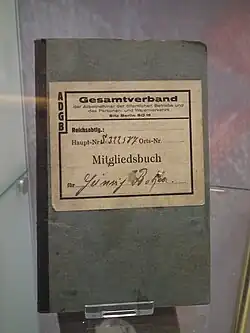 ADGB
Gesamtverband
der Arbeitnehmer der öffentlichen Betriebe und
des Personen- und Warenverkehrs
Sitz Berlin SO 16
Reichsabtlg.:
Haupt-Nr. Orts-Nr.
Mitgliedsbuch
für